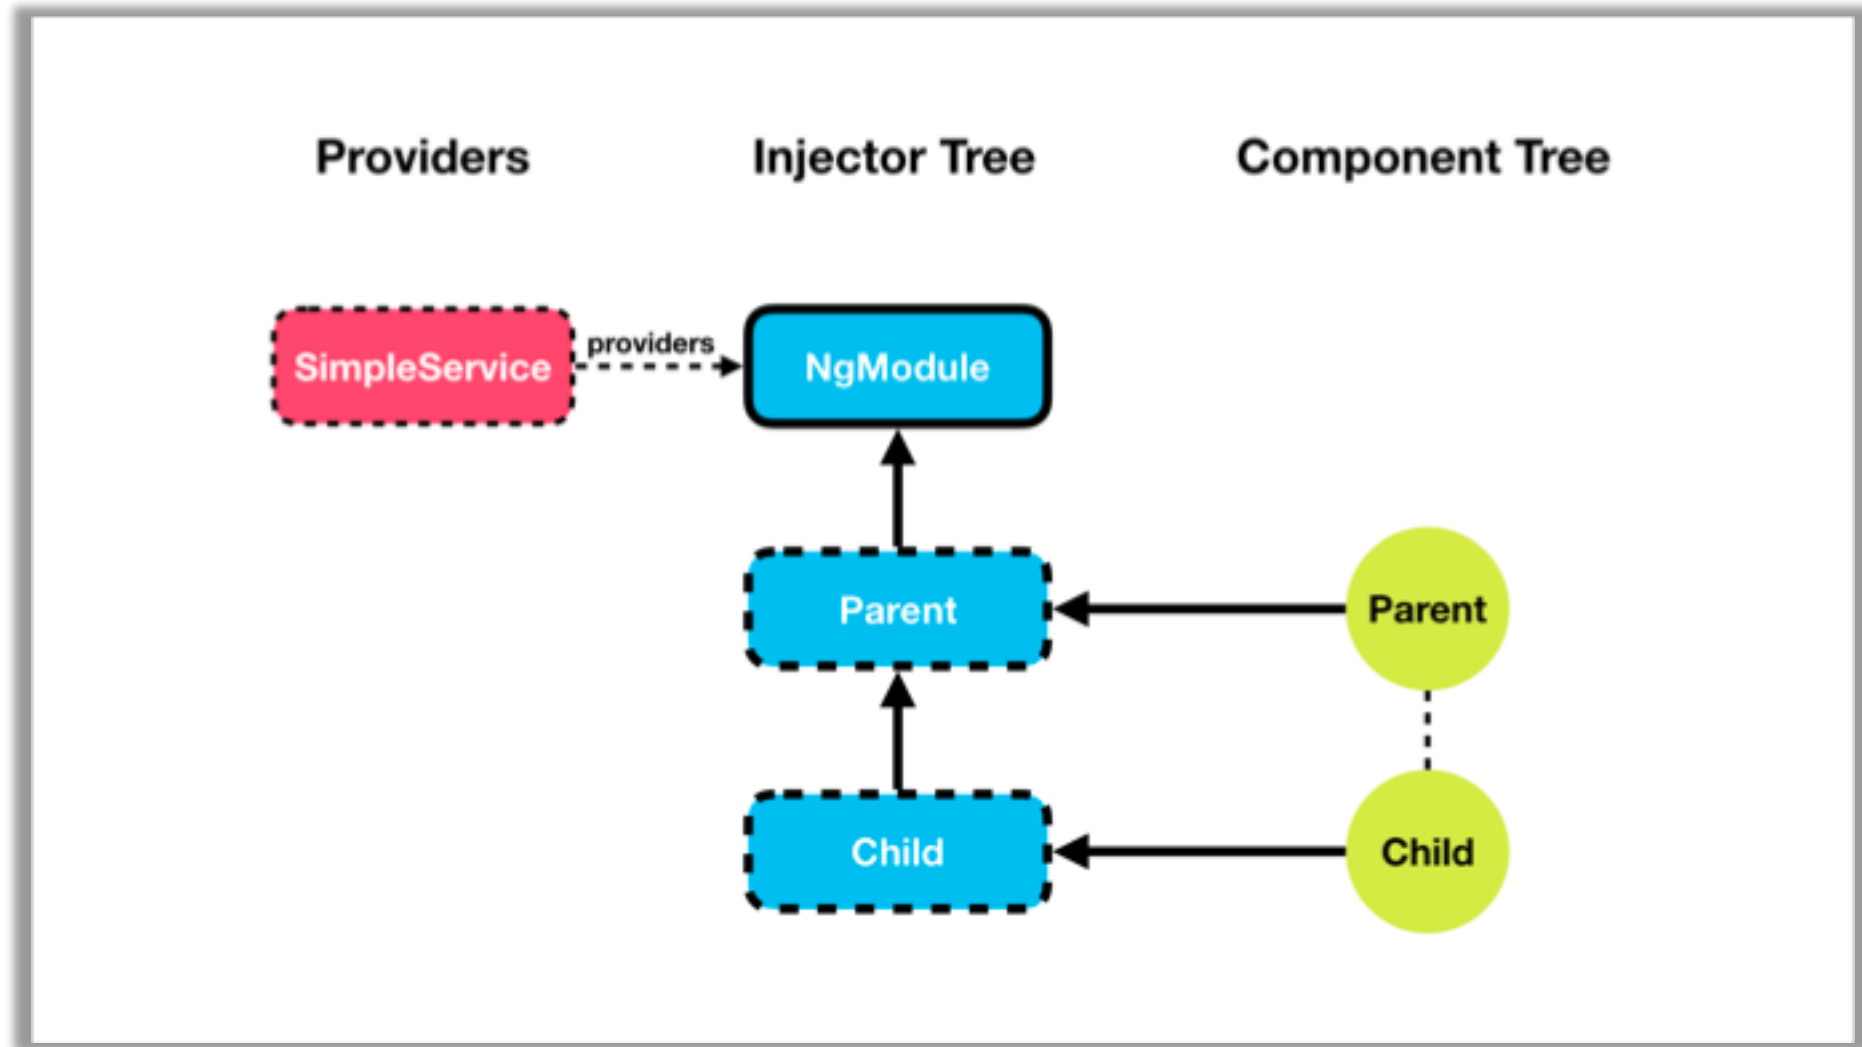 Providers
Injector Tree
Component Tree
SimpleService
providers
NgModule
Parent
Parent
Child
Child